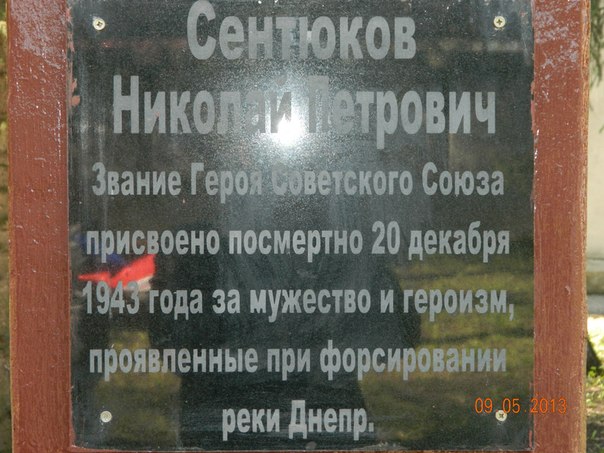 Сентюков
Николай Петрович
Звание Героя Советского Союза
присвоено посмертно 20 декабря
1943 года за мужество и героизм,
проявленные при форсировании
реки Днепр.
09 05 2013